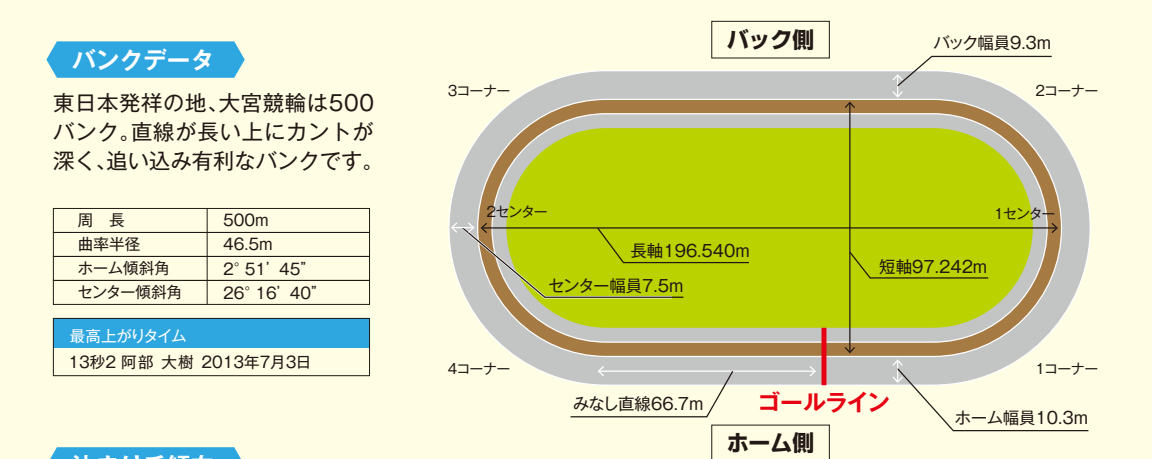 バンクデータ
東日本発祥の地、大宮競輪は500
バンク。直線が長い上にカントが
深く、追い込み有利なバンクです。
周 長 500m
曲率半径 46.5m
ホーム傾斜角 2°51’45”
センター傾斜角 26°16’40”
最高上がりタイム
13秒2 阿部 大樹 2013年7月3日
バック側
バック幅員9.3m
3コーナー
2コーナー
2センター
1センター
長軸196.540m
短軸97.242m
センター幅員7.5m
4コーナー
1コーナー
みなし直線66.7m
ゴールライン
ホーム幅員10.3m
ホーム側